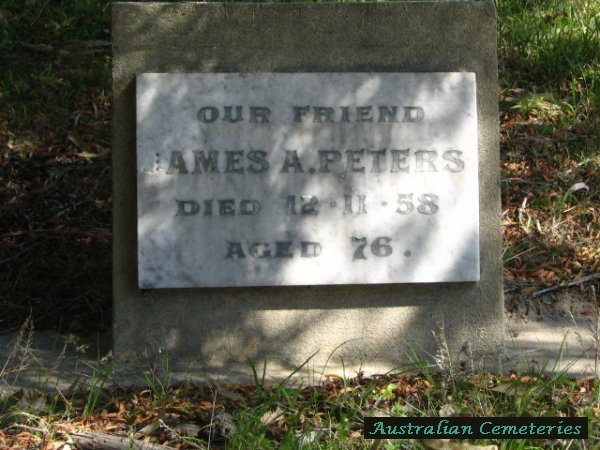 OUR FRIEND
JAMES A. PETERS
DIED 12·11·58
AGED 76.
Australian Cemeteries